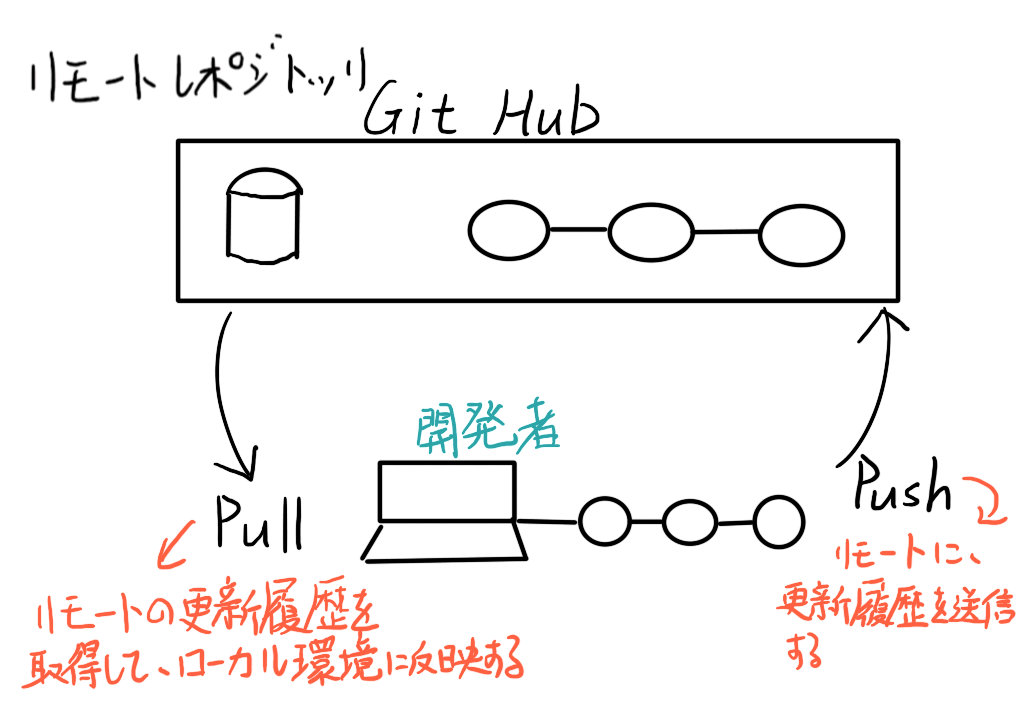 リモートレポジトッリ
Git Hub
開発者
Pull
Push
リモートの更新履歴を
取得して、ローカル環境に反映する
リモートに、
更新履歴を送信
する